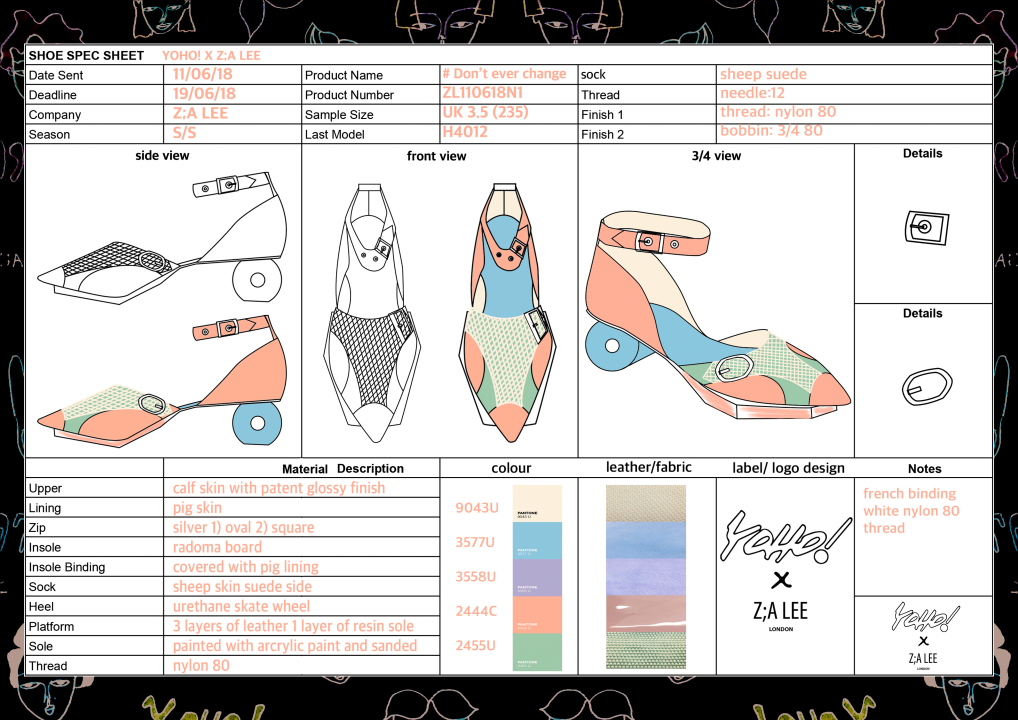 SHOE SPEC SHEET YOHO! X Z;A LEE
Date Sent 11/06/18 Product Name # Don't ever change sock sheep suede
Deadline 19/06/18 Product Number ZL110618N1 Thread needle:12
Company Z;A LEE Sample Size UK 3.5 (235) Finish 1 thread: nylon 80
Season S/S Last Model H4012 Finish 2 bobbin: 3/4 80
side view front view 3/4 view Details
Details
Material Description colour leather/fabric label/ logo design Notes
Upper calf skin with patent glossy finish
Lining pig skin
Zip silver 1) oval 2) square
Insole radoma board
Insole Binding covered with pig lining
Sock sheep skin suede side
Heel urethane skate wheel
Platform 3 layers of leather 1 layer of resin sole
Sole painted with arcrylic paint and sanded
Thread nylon 80
9043U
PANTONE
9043 U
3577U
PANTONE
3558U
PANTONE
2444C
PANTONE
2455U
PANTONE
YoHo!
X
Z;A LEE
LONDON
french binding
white nylon 80
thread
YoHo!
X
Z;A LEE
LONDON
YoHo!
YoHo!